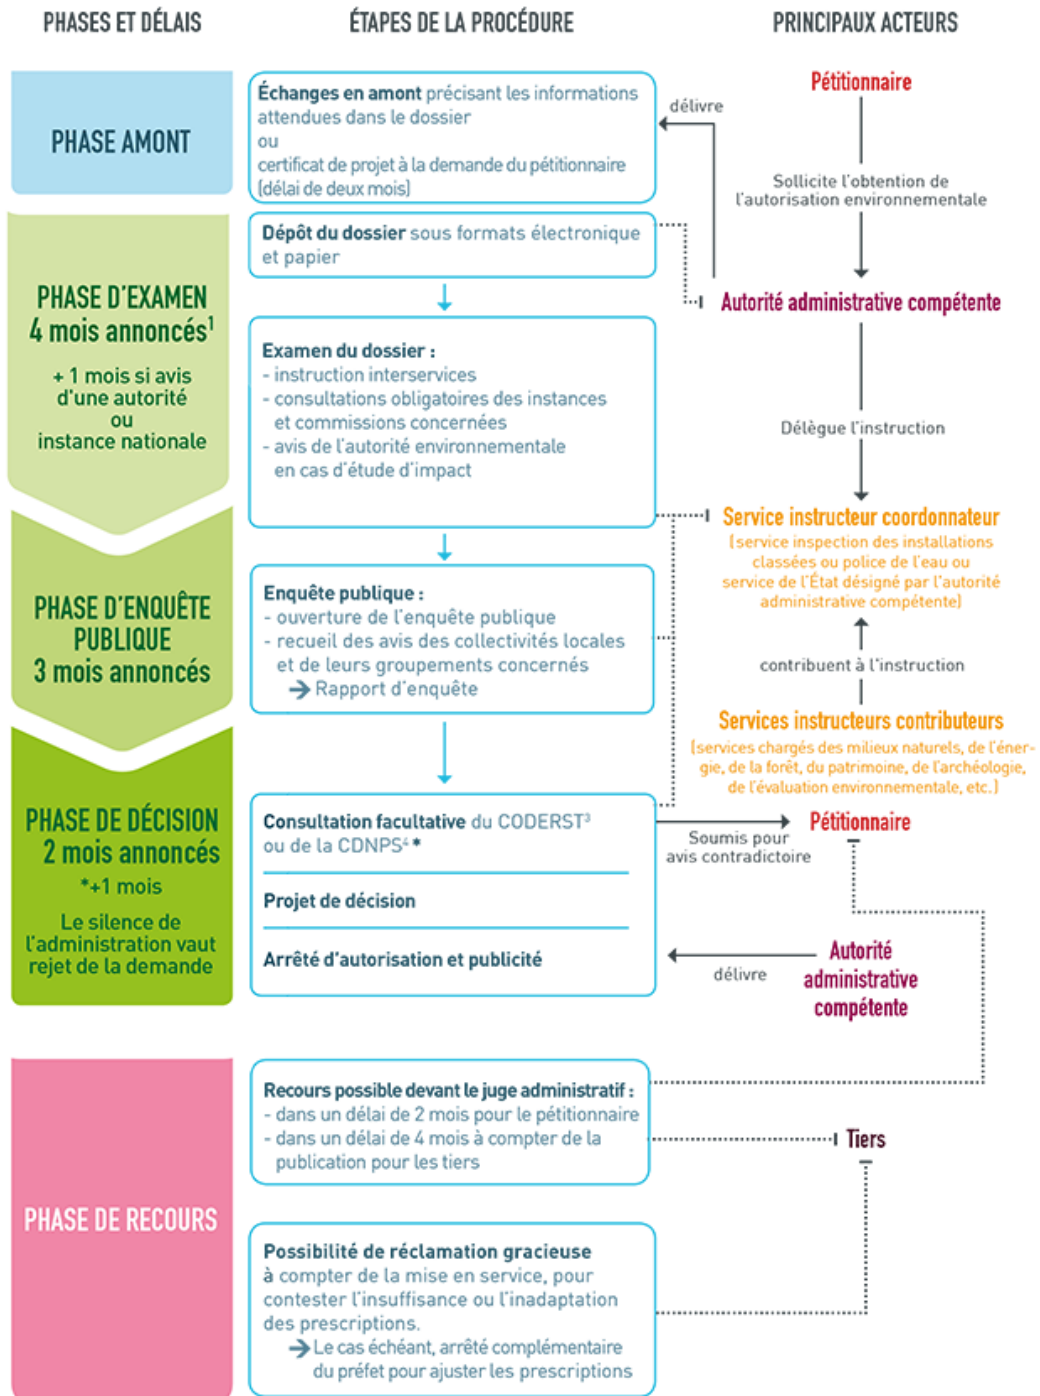 PHASES ET DÉLAIS
ÉTAPES DE LA PROCÉDURE
PRINCIPAUX ACTEURS
PHASE AMONT
Échanges en amont précisant les informations
attendues dans le dossier
ou
certificat de projet à la demande du pétitionnaire
(délai de deux mois)
délivre
Pétitionnaire
Sollicite l'obtention de
l'autorisation environnementale
PHASE D'EXAMEN
4 mois annoncés¹
+ 1 mois si avis
d'une autorité
ou
instance nationale
Dépôt du dossier sous formats électronique
et papier
Autorité administrative compétente
Examen du dossier :
- instruction interservices
- consultations obligatoires des instances
et commissions concernées
- avis de l'autorité environnementale
en cas d'étude d'impact
Délègue l'instruction
Service instructeur coordonnateur
(service inspection des installations
classées ou police de l'eau ou
service de l'État désigné par l'autorité
administrative compétente)
PHASE D'ENQUÊTE
PUBLIQUE
3 mois annoncés
Enquête publique :
- ouverture de l'enquête publique
- recueil des avis des collectivités locales
et de leurs groupements concernés
→ Rapport d'enquête
contribuent à l'instruction
Services instructeurs contributeurs
(services chargés des milieux naturels, de l'éner-
gie, de la forêt, du patrimoine, de l'archéologie,
de l'évaluation environnementale, etc.)
PHASE DE DÉCISION
2 mois annoncés
*+1 mois
Le silence de
l'administration vaut
rejet de la demande
Consultation facultative du CODERST³
ou de la CDNPS⁴ *
Projet de décision
Arrêté d'autorisation et publicité
Soumis pour
avis contradictoire
Pétitionnaire
délivre
Autorité
administrative
compétente
PHASE DE RECOURS
Recours possible devant le juge administratif :
- dans un délai de 2 mois pour le pétitionnaire
- dans un délai de 4 mois à compter de la
publication pour les tiers
Tiers
Possibilité de réclamation gracieuse
à compter de la mise en service, pour
contester l'insuffisance ou l'inadaptation
des prescriptions.
→ Le cas échéant, arrêté complémentaire
du préfet pour ajuster les prescriptions